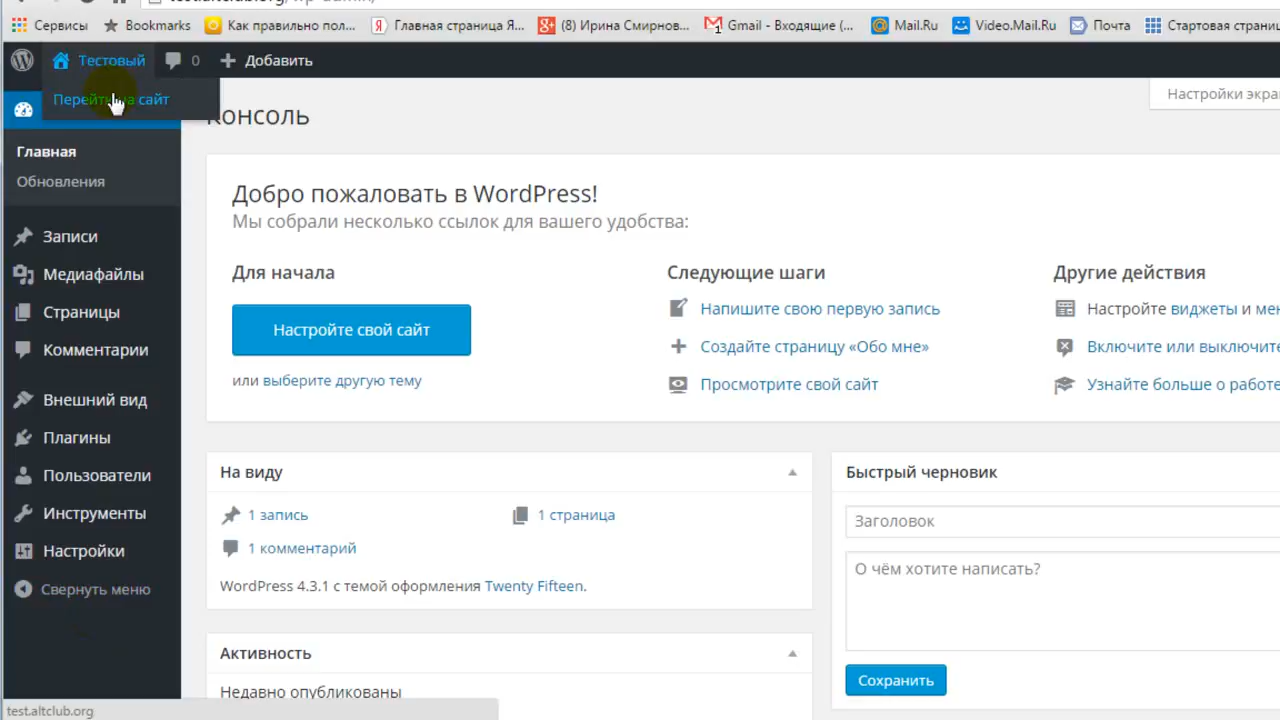 Сервисы Bookmarks Как правильно пол... Главная страница Я... (8) Ирина Смирнов... Gmail - Входящие (... Mail.Ru Video.Mail.Ru Почта Стартовая страниц
Тестовый 0 + Добавить
Перейти на сайт
Консоль
Настройки экра
Главная
Обновления
Записи
Медиафайлы
Страницы
Комментарии
Внешний вид
Плагины
Пользователи
Инструменты
Настройки
Свернуть меню
Добро пожаловать в WordPress!
Мы собрали несколько ссылок для вашего удобства:
Для начала
Настройте свой сайт
или выберите другую тему
Следующие шаги
Напишите свою первую запись
Создайте страницу «Обо мне»
Просмотрите свой сайт
Другие действия
Настройте виджеты и мен
Включите или выключите
Узнайте больше о работе
На виду
1 запись 1 страница
1 комментарий
WordPress 4.3.1 с темой оформления Twenty Fifteen.
Активность
Недавно опубликованы
Быстрый черновик
Заголовок
О чём хотите написать?
Сохранить
test.altclub.org